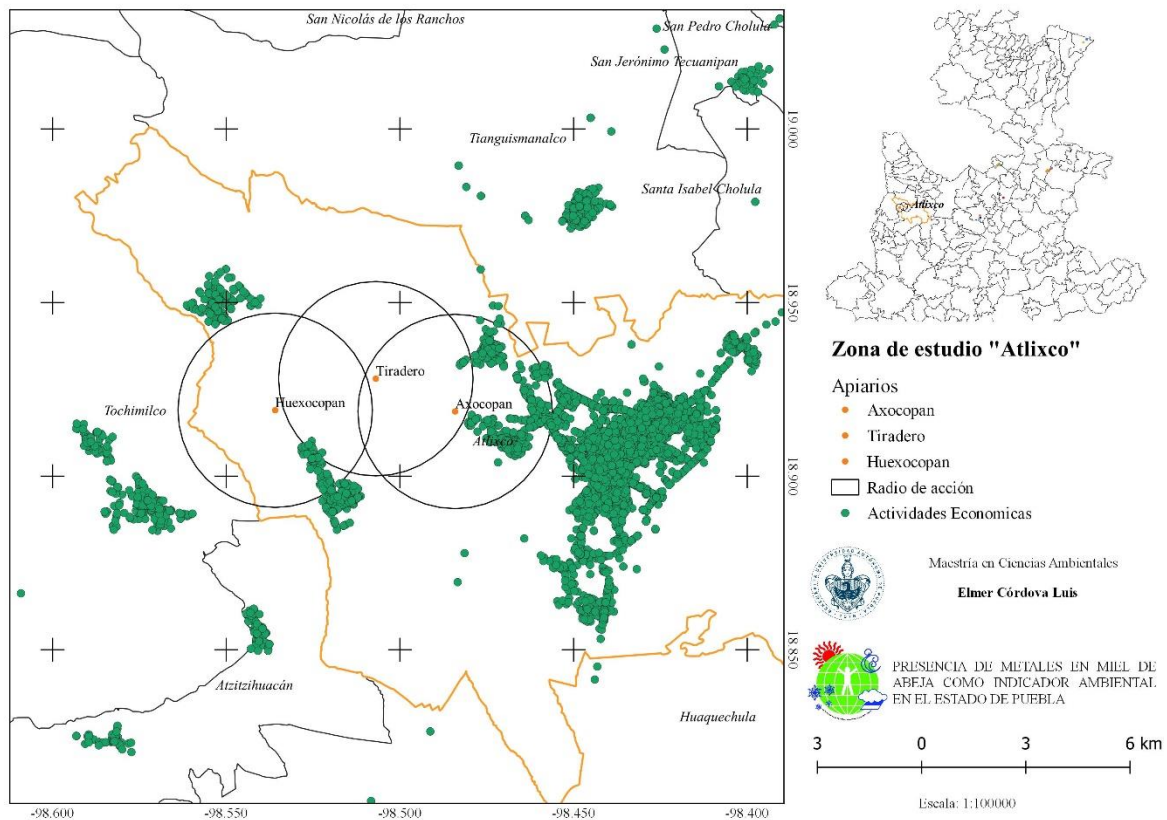 San Nicolás de los Ranchos
San Pedro Cholula
San Jerónimo Tecuanipan
Tianguismanalco
Santa Isabel Cholula
Tiradero
Huexocopan
Axocopan
Tochimilco
Atlixco
Atzitzihuacán
Huaquechula
19.000
18.950
18.900
18.850
-98.600
-98.550
-98.500
-98.450
-98.400
Atlixco
Zona de estudio "Atlixco"
Apiarios
Axocopan
Tiradero
Huexocopan
Radio de acción
Actividades Economicas
Maestría en Ciencias Ambientales
Elmer Córdova Luis
PRESENCIA DE METALES EN MIEL DE
ABEJA COMO INDICADOR AMBIENTAL
EN EL ESTADO DE PUEBLA
3 0 3 6 km
Escala: 1:100000